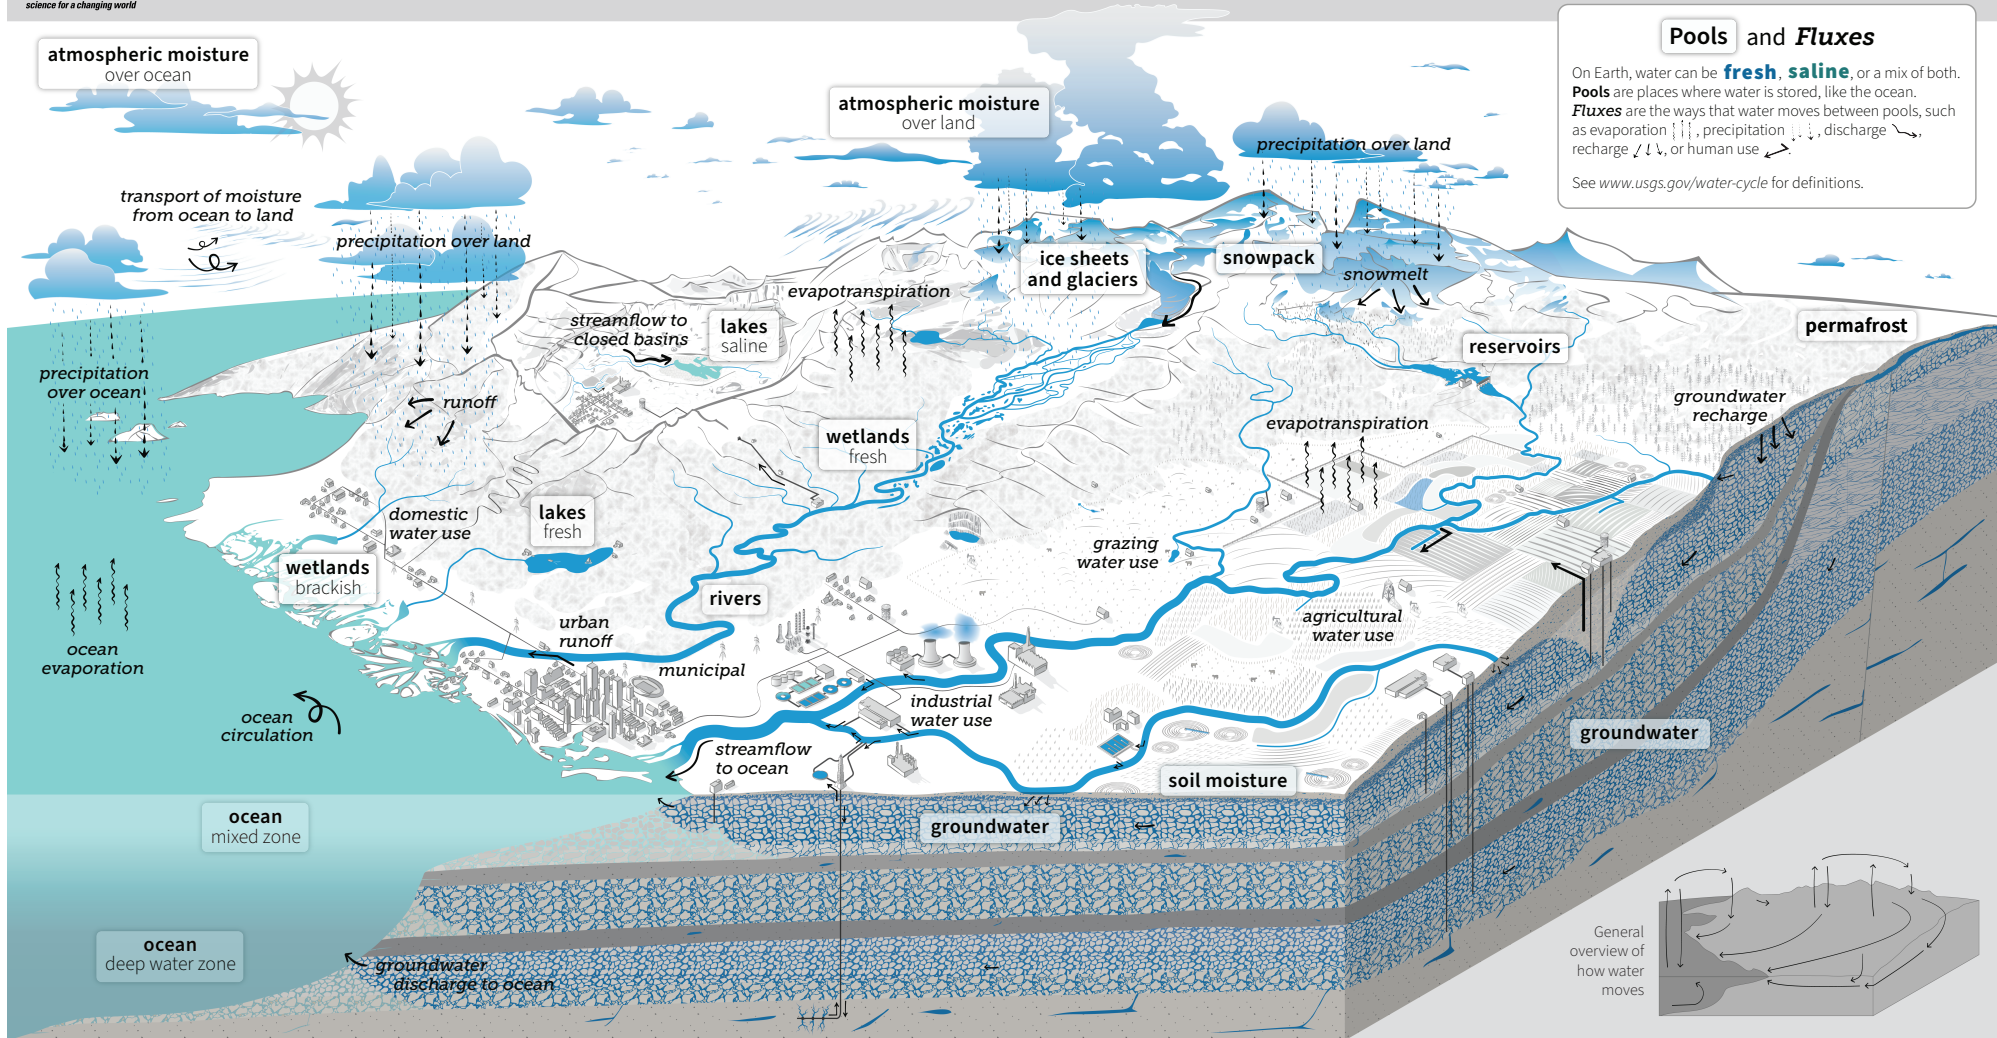 science for a changing world
Pools and Fluxes
On Earth, water can be fresh, saline, or a mix of both.
Pools are places where water is stored, like the ocean.
Fluxes are the ways that water moves between pools, such
as evaporation, precipitation, discharge,
recharge, or human use.
See www.usgs.gov/water-cycle for definitions.
atmospheric moisture
over ocean
atmospheric moisture
over land
precipitation over land
transport of moisture
from ocean to land
precipitation over land
ice sheets
and glaciers
snowpack
snowmelt
evapotranspiration
streamflow to
closed basins
lakes
saline
permafrost
reservoirs
precipitation
over ocean
runoff
groundwater
recharge
evapotranspiration
wetlands
fresh
domestic
water use
lakes
fresh
grazing
water use
wetlands
brackish
rivers
urban
runoff
agricultural
water use
ocean
evaporation
municipal
industrial
water use
ocean
circulation
streamflow
to ocean
groundwater
soil moisture
ocean
mixed zone
groundwater
ocean
deep water zone
groundwater
discharge to ocean
General
overview of
how water
moves